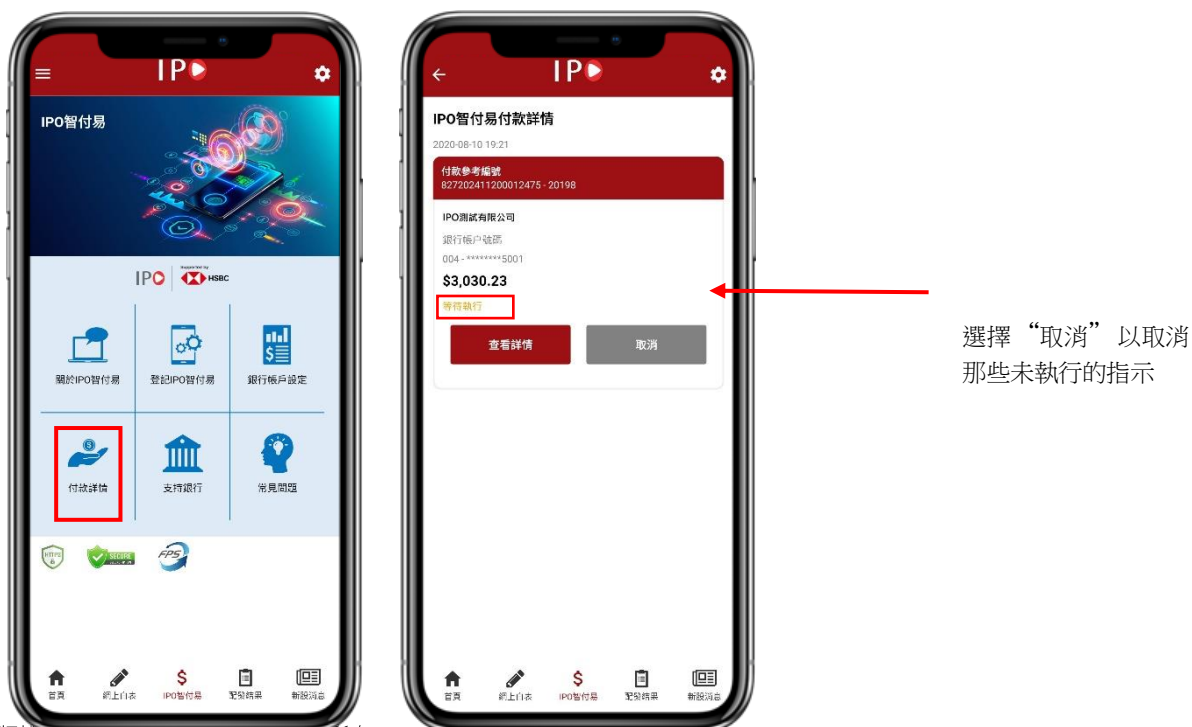 IPO
IPO智付易
IPO
Supported by
HSBC
關於IPO智付易
登記IPO智付易
銀行帳戶設定
付款詳情
支持銀行
常見問題
HTTPS
SECURE
FPS
首頁
網上白表
IPO智付易
配發結果
新股消息
IPO
IPO智付易付款詳情
2020-08-10 19:21
付款參考編號
827202411200012475 - 20198
IPO測試有限公司
銀行帳户號碼
004 - ********5001
$3,030.23
等待執行
查看詳情
取消
首頁
網上白表
IPO智付易
配發結果
新股消息
選擇“取消”以取消
那些未執行的指示